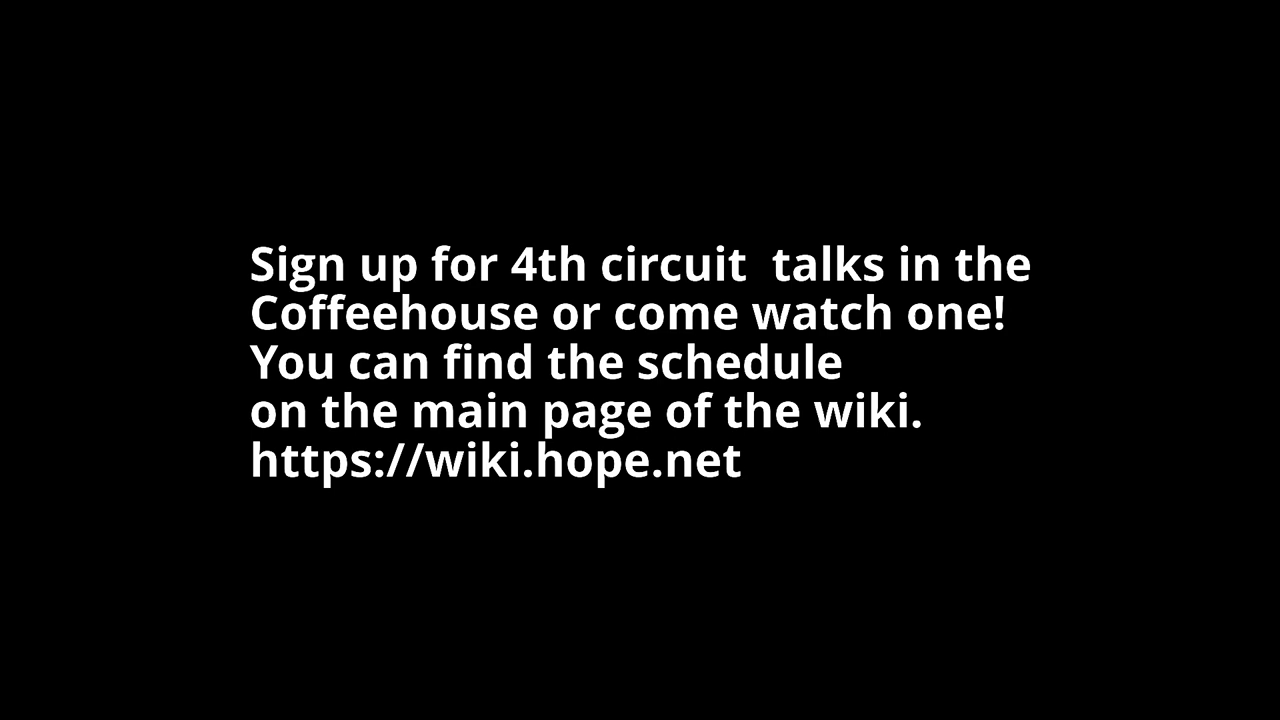 Sign up for 4th circuit  talks in the
Coffeehouse or come watch one!
You can find the schedule
on the main page of the wiki.
https://wiki.hope.net